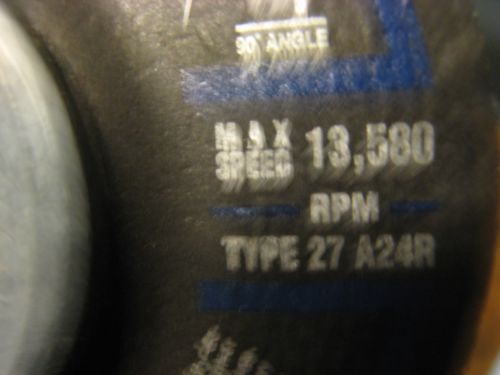 90° ANGLE
MAX SPEED 13,580
RPM
TYPE 27 A24R